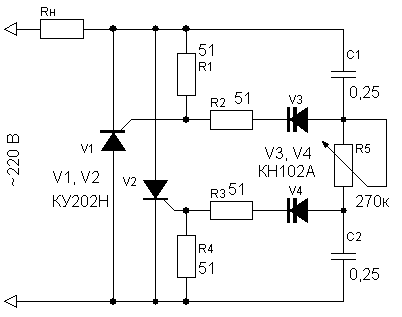 Rн
51
R1
C1
0,25
R2 51
V3
V1
V3, V4
КН102А
R5
~220 В
V1, V2
КУ202Н
V2
R3 51
V4
270к
R4
51
C2
0,25